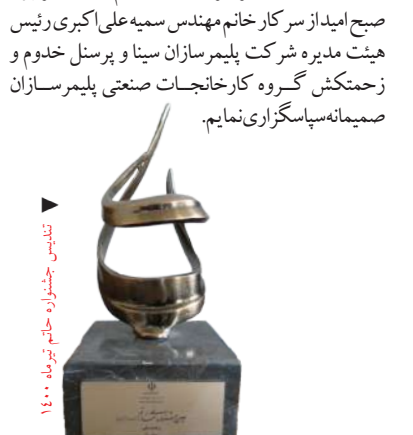 صبح امید از سرکار خانم مهندس سمیه علی‌اکبری رئیس
هیئت مدیره شرکت پلیمرسازان سینا و پرسنل خدوم و
زحمتکش گروه کارخانجات صنعتی پلیمرسازان
صمیمانه سپاسگزاری نمایم.
تندیس جشنواره حاتم تیرماه ۱۴۰۰